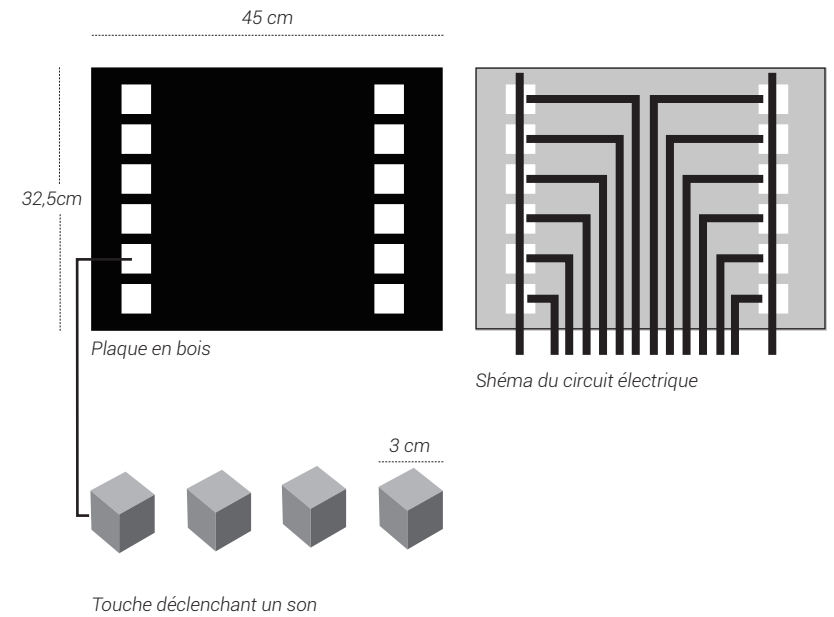 45 cm
32,5cm
Plaque en bois
Shéma du circuit électrique
3 cm
Touche déclenchant un son